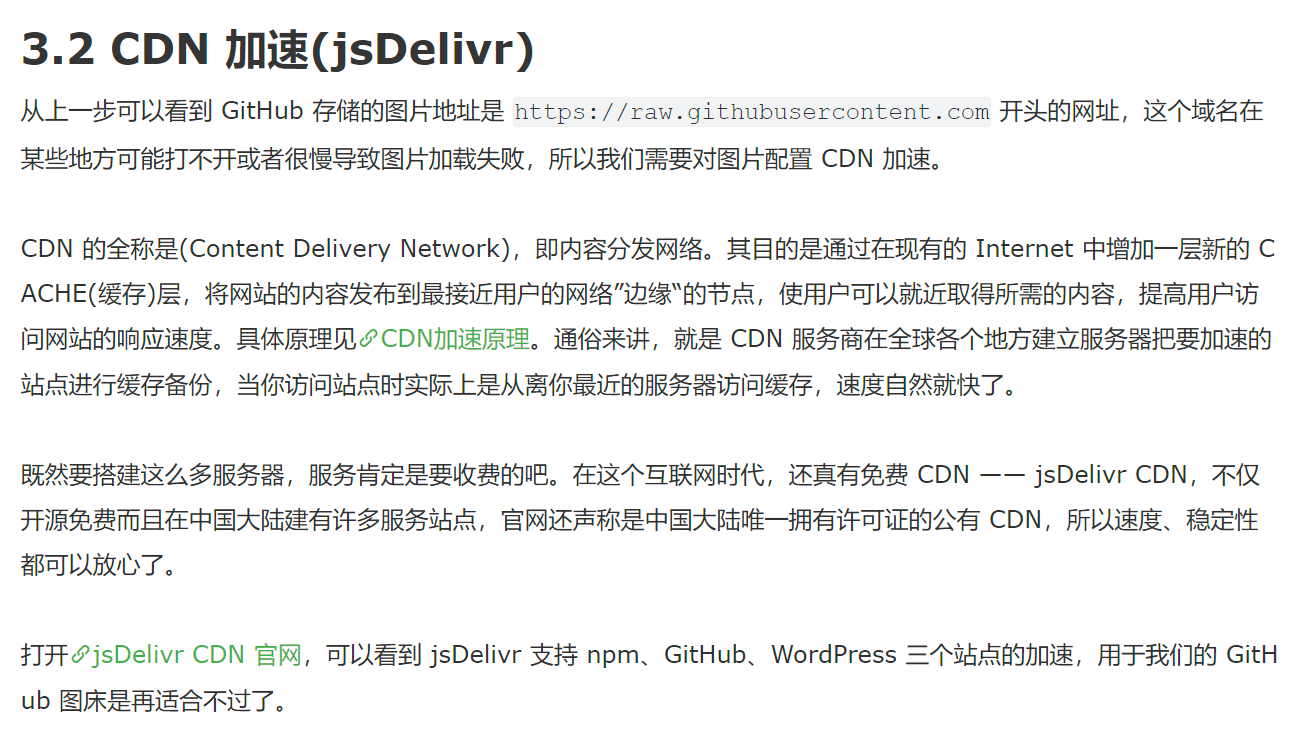 3.2 CDN 加速(jsDelivr)
从上一步可以看到 GitHub 存储的图片地址是 https://raw.githubusercontent.com 开头的网址，这个域名在
某些地方可能打不开或者很慢导致图片加载失败，所以我们需要对图片配置 CDN 加速。
CDN 的全称是(Content Delivery Network)，即内容分发网络。其目的是通过在现有的 Internet 中增加一层新的 C
ACHE(缓存)层，将网站的内容发布到最接近用户的网络”边缘“的节点，使用户可以就近取得所需的内容，提高用户访
问网站的响应速度。具体原理见CDN加速原理。通俗来讲，就是 CDN 服务商在全球各个地方建立服务器把要加速的
站点进行缓存备份，当你访问站点时实际上是从离你最近的服务器访问缓存，速度自然就快了。
既然要搭建这么多服务器，服务肯定是要收费的吧。在这个互联网时代，还真有免费 CDN —— jsDelivr CDN，不仅
开源免费而且在中国大陆建有许多服务站点，官网还声称是中国大陆唯一拥有许可证的公有 CDN，所以速度、稳定性
都可以放心了。
打开jsDelivr CDN 官网，可以看到 jsDelivr 支持 npm、GitHub、WordPress 三个站点的加速，用于我们的 GitH
ub 图床是再适合不过了。